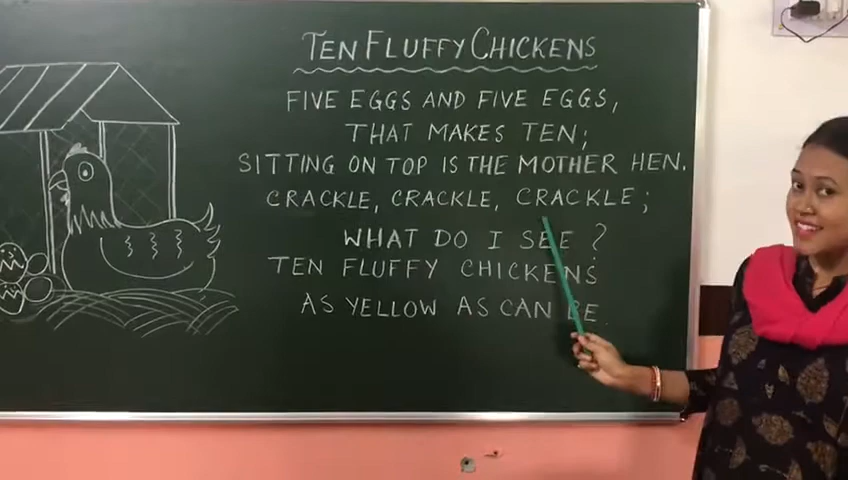 TEN FLUFFY CHICKENS
FIVE EGGS AND FIVE EGGS,
THAT MAKES TEN;
SITTING ON TOP IS THE MOTHER HEN.
CRACKLE, CRACKLE, CRACKLE;
WHAT DO I SEE ?
TEN FLUFFY CHICKENS
AS YELLOW AS CAN BE.